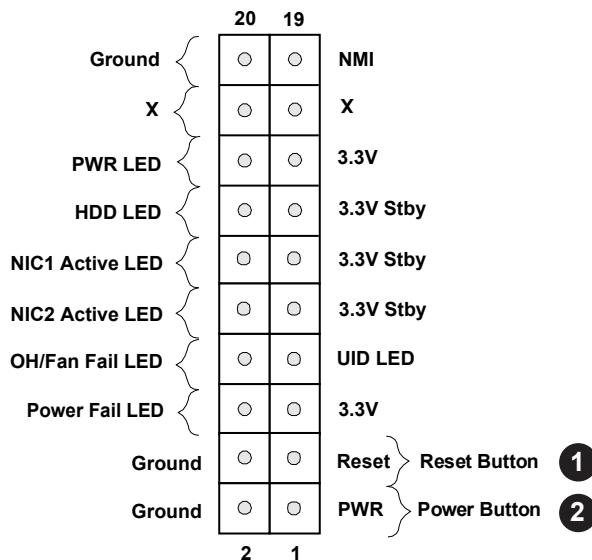 20 19
Ground NMI
X X
PWR LED 3.3V
HDD LED 3.3V Stby
NIC1 Active LED 3.3V Stby
NIC2 Active LED 3.3V Stby
OH/Fan Fail LED UID LED
Power Fail LED 3.3V
Ground Reset Reset Button 1
Ground PWR Power Button 2
2 1